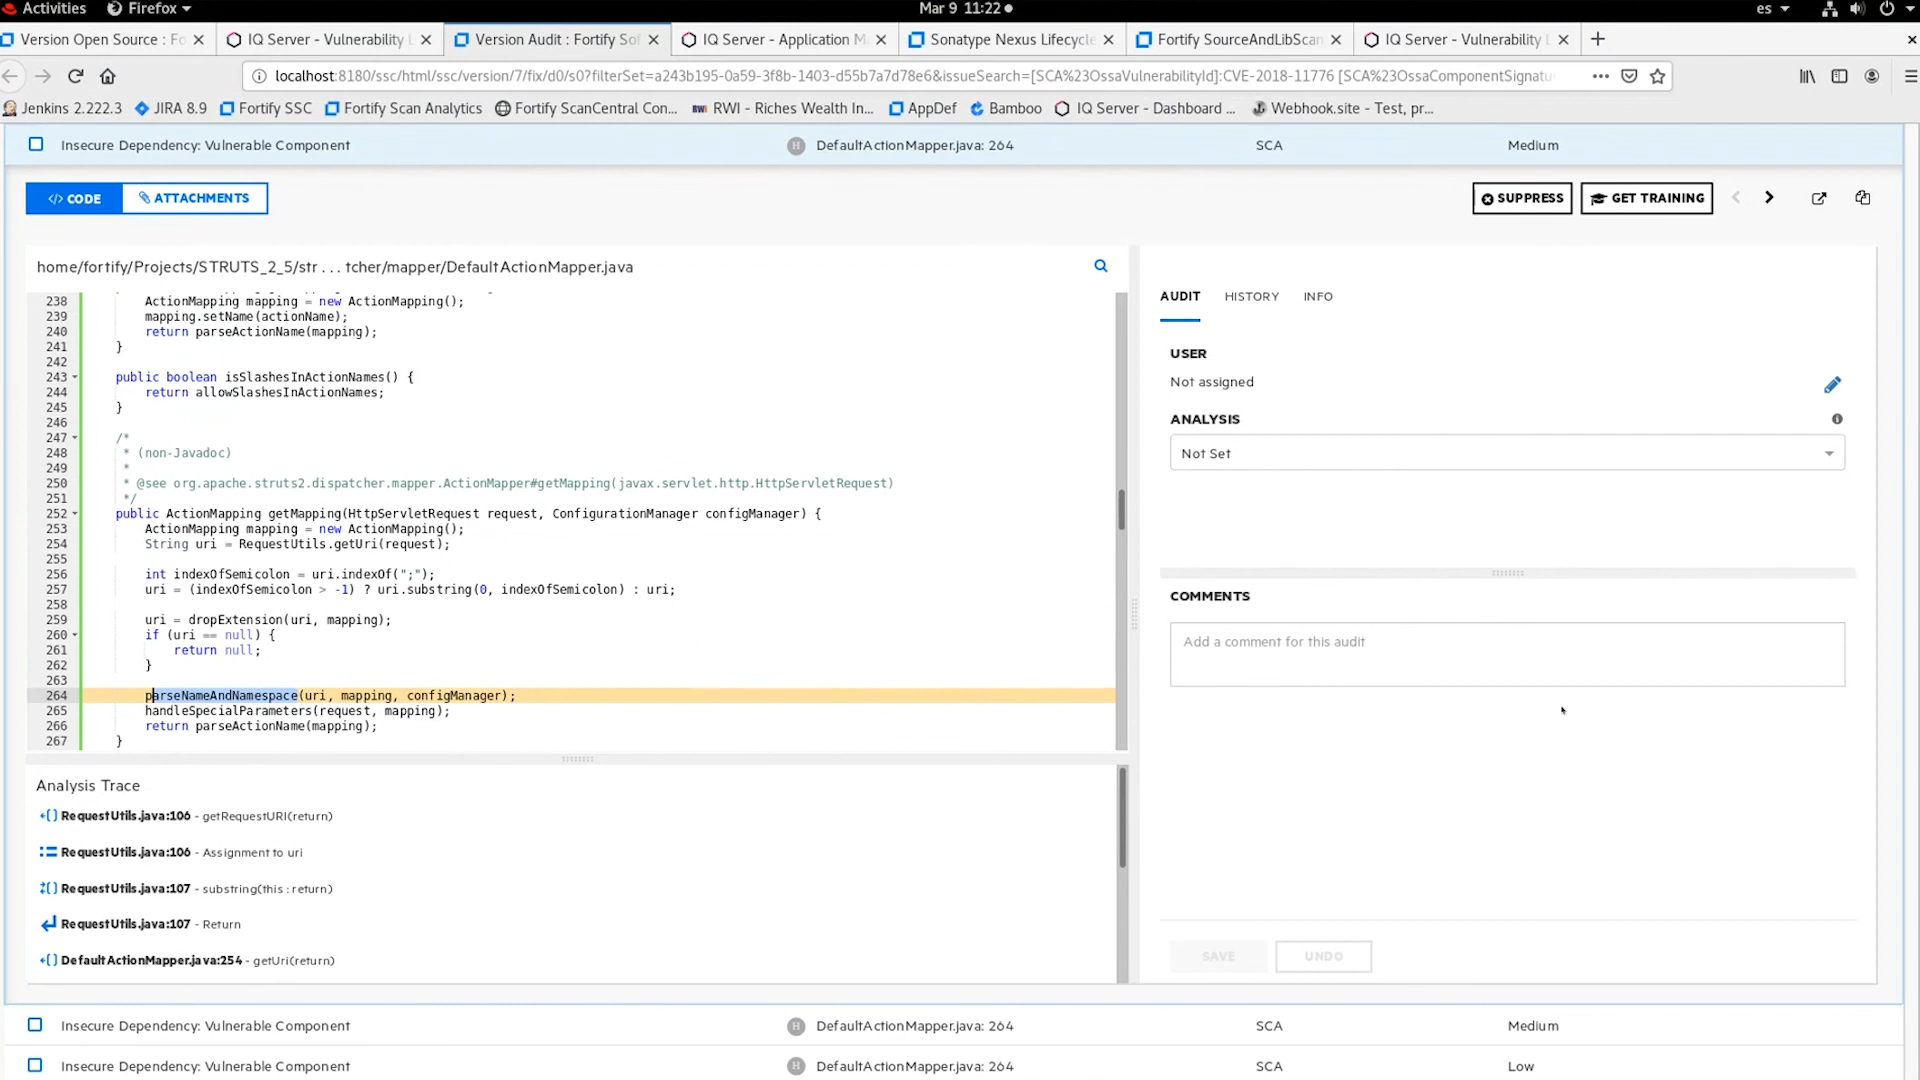 Activities
Firefox
Mar 9 11:22
es
Version Open Source : Fo
IQ Server - Vulnerability L
Version Audit : Fortify Sof
IQ Server - Application M
Sonatype Nexus Lifecycle
Fortify SourceAndLibScan
IQ Server - Vulnerability L
localhost:8180/ssc/html/ssc/version/7/fix/d0/s0?filterSet=a243b195-0a59-3f8b-1403-d55b7a7d78e6&issueSearch=[SCA%23OssaVulnerabilityId]:CVE-2018-11776 [SCA%23OssaComponentSignatu
Jenkins 2.222.3
JIRA 8.9
Fortify SSC
Fortify Scan Analytics
Fortify ScanCentral Con...
RWI - Riches Wealth In...
AppDef
Bamboo
IQ Server - Dashboard ...
Webhook.site - Test, pr...
Insecure Dependency: Vulnerable Component
H
DefaultActionMapper.java: 264
SCA
Medium
</> CODE
ATTACHMENTS
SUPPRESS
GET TRAINING
home/fortify/Projects/STRUTS_2_5/str ... tcher/mapper/DefaultActionMapper.java
238 ActionMapping mapping = new ActionMapping();
239 mapping.setName(actionName);
240 return parseActionName(mapping);
241 }
242
243 public boolean isSlashesInActionNames() {
244 return allowSlashesInActionNames;
245 }
246
247 /*
248 * (non-Javadoc)
249 *
250 * @see org.apache.struts2.dispatcher.mapper.ActionMapper#getMapping(javax.servlet.http.HttpServletRequest)
251 */
252 public ActionMapping getMapping(HttpServletRequest request, ConfigurationManager configManager) {
253 ActionMapping mapping = new ActionMapping();
254 String uri = RequestUtils.getUri(request);
255
256 int indexOfSemicolon = uri.indexOf(";");
257 uri = (indexOfSemicolon > -1) ? uri.substring(0, indexOfSemicolon) : uri;
258
259 uri = dropExtension(uri, mapping);
260 if (uri == null) {
261 return null;
262 }
263
264 parseNameAndNamespace(uri, mapping, configManager);
265 handleSpecialParameters(request, mapping);
266 return parseActionName(mapping);
267 }
Analysis Trace
RequestUtils.java:106 - getRequestURI(return)
RequestUtils.java:106 - Assignment to uri
RequestUtils.java:107 - substring(this : return)
RequestUtils.java:107 - Return
DefaultActionMapper.java:254 - getUri(return)
AUDIT
HISTORY
INFO
USER
Not assigned
ANALYSIS
Not Set
COMMENTS
Add a comment for this audit
SAVE
UNDO
Insecure Dependency: Vulnerable Component
H
DefaultActionMapper.java: 264
SCA
Medium
Insecure Dependency: Vulnerable Component
H
DefaultActionMapper.java: 264
SCA
Low